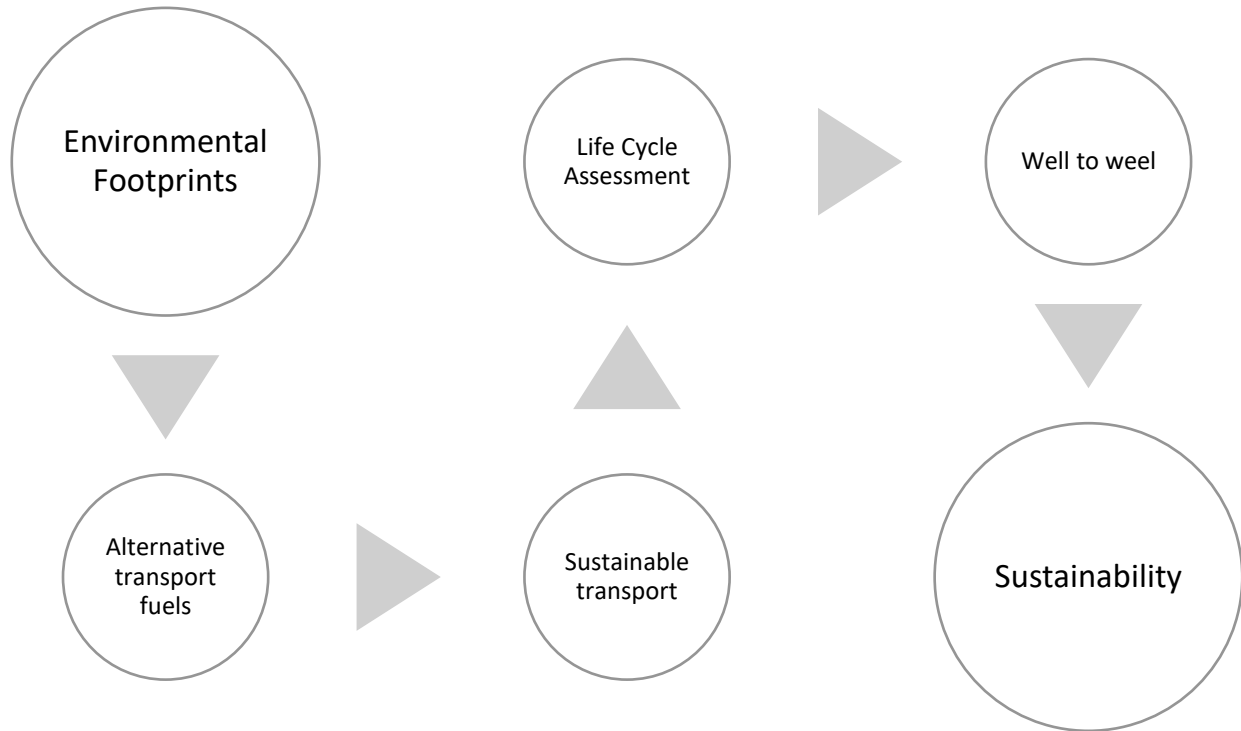 Environmental
Footprints
Alternative
transport
fuels
Sustainable
transport
Life Cycle
Assessment
Well to weel
Sustainability